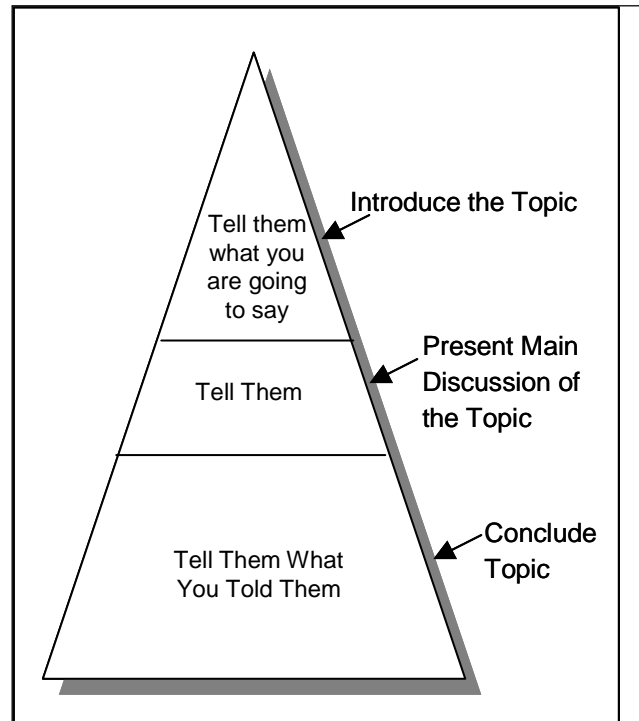 Tell them
what you
are going
to say
Introduce the Topic
Tell Them
Present Main
Discussion of
the Topic
Tell Them What
You Told Them
Conclude
Topic